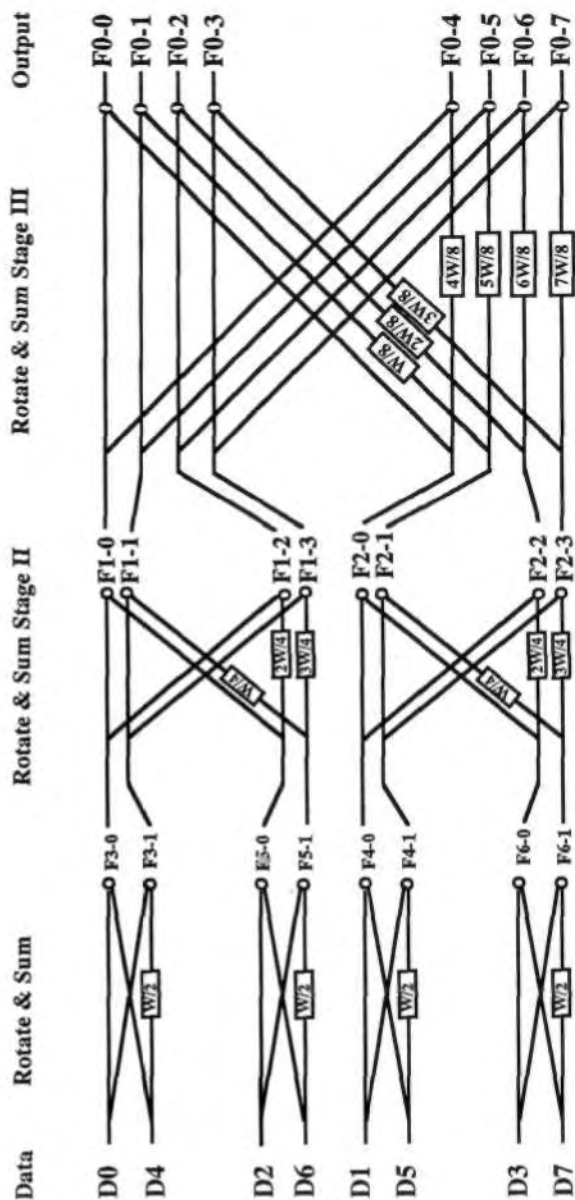 Data
Rotate & Sum
Rotate & Sum Stage II
Rotate & Sum Stage III
Output
D0
D4
D2
D6
D1
D5
D3
D7
W/2
W/2
W/2
W/2
F3-0
F3-1
F5-0
F5-1
F4-0
F4-1
F6-0
F6-1
W/4
2W/4
3W/4
W/4
2W/4
3W/4
F1-0
F1-1
F1-2
F1-3
F2-0
F2-1
F2-2
F2-3
W/8
2W/8
3W/8
4W/8
5W/8
6W/8
7W/8
F0-0
F0-1
F0-2
F0-3
F0-4
F0-5
F0-6
F0-7